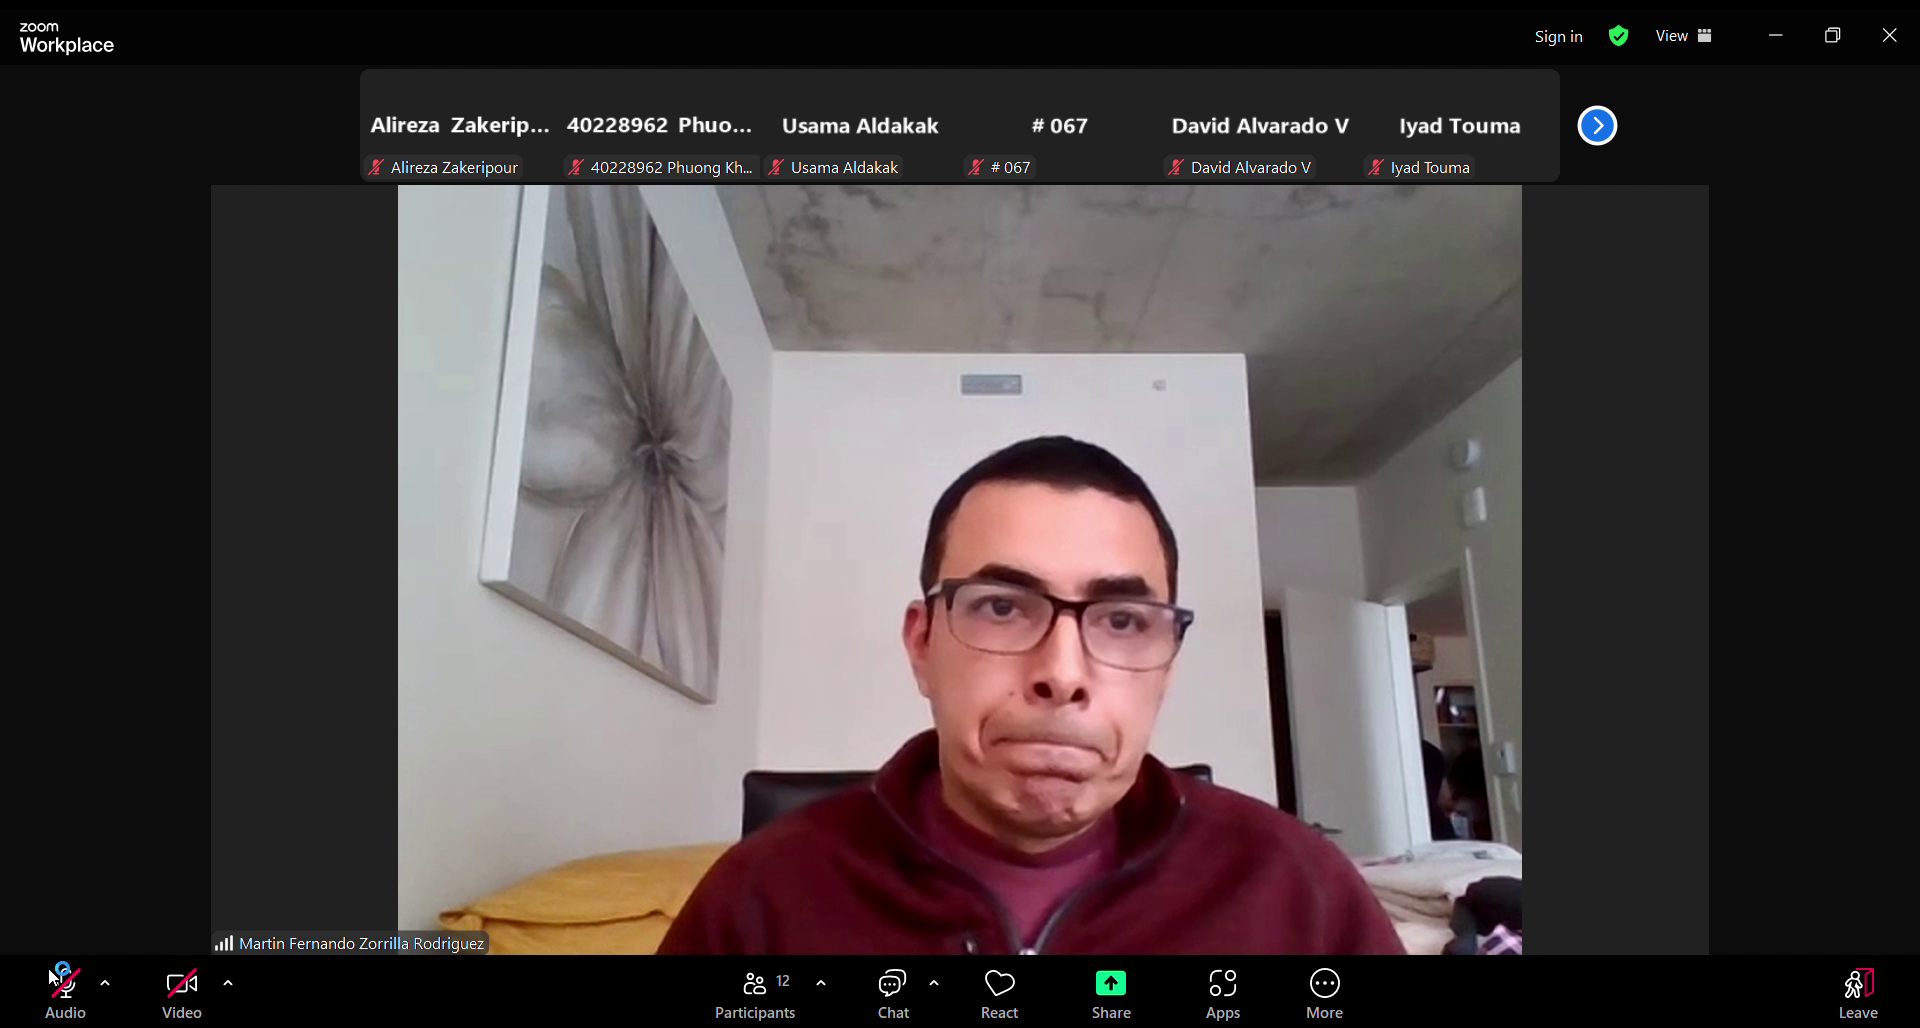 zoom
Workplace
Sign in
View
Alireza Zakerip...
40228962 Phuo...
Usama Aldakak
# 067
David Alvarado V
Iyad Touma
Alireza Zakeripour
40228962 Phuong Kh...
Usama Aldakak
# 067
David Alvarado V
Iyad Touma
Martin Fernando Zorrilla Rodriguez
12
Audio
Video
Participants
Chat
React
Share
Apps
More
Leave